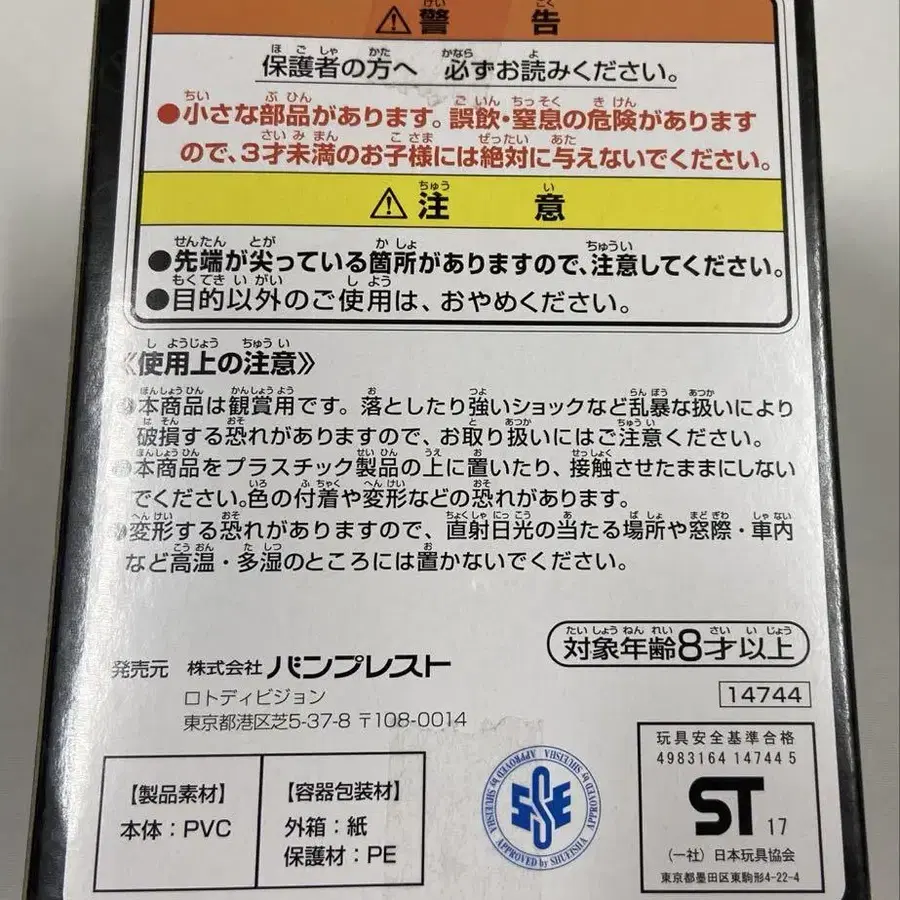 ⚠警告
保護者の方へ 必ずお読みください。
●小さな部品があります。誤飲・窒息の危険があります
ので、3才未満のお子様には絶対に与えないでください。
⚠注意
●先端が尖っている箇所がありますので、注意してください。
●目的以外のご使用は、おやめください。
《使用上の注意》
●本商品は観賞用です。落としたり強いショックなど乱暴な扱いにより
破損する恐れがありますので、お取り扱いにはご注意ください。
●本商品をプラスチック製品の上に置いたり、接触させたままにしない
でください。色の付着や変形などの恐れがあります。
●変形する恐れがありますので、直射日光の当たる場所や窓際・車内
など高温・多湿のところには置かないでください。
対象年齢8才以上
発売元 株式会社 バンプレスト
ロトディビジョン
東京都港区芝5-37-8 〒108-0014
14744
【製品素材】
本体：PVC
【容器包装材】
外箱：紙
保護材：PE
APPROVED by SHUEISHA APPROVED by SHUEISHA
SSE
玩具安全基準合格
4983164 14744 5
ST 17
(一社) 日本玩具協会
東京都墨田区東駒形4-22-4